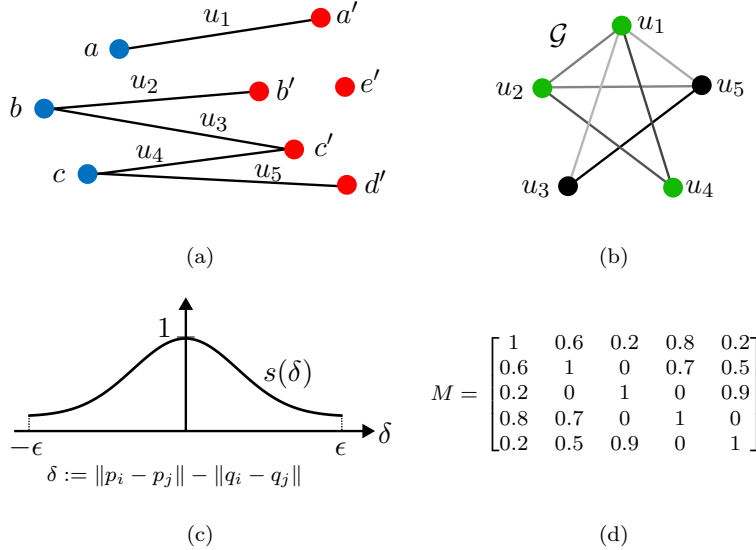 a
u₁
a′
b
u₂
b′
e′
u₃
c′
c
u₄
u₅
d′
(a)
𝒢
u₁
u₂
u₅
u₃
u₄
(b)
1
s(δ)
−ϵ
ϵ
δ
δ := ‖pᵢ − pⱼ‖ − ‖qᵢ − qⱼ‖
(c)
M =
1 0.6 0.2 0.8 0.2
0.6 1 0 0.7 0.5
0.2 0 1 0 0.9
0.8 0.7 0 1 0
0.2 0.5 0.9 0 1
(d)